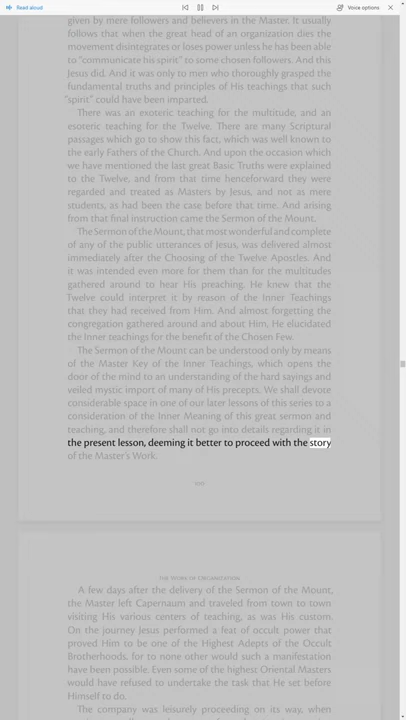 Read aloud
Voice options
given by mere followers and believers in the Master. It usually
follows that when the great head of an organization dies the
movement disintegrates or loses power unless he has been able
to “communicate his spirit” to some chosen followers. And this
Jesus did. And it was only to men who thoroughly grasped the
fundamental truths and principles of His teachings that such
“spirit” could have been imparted.
There was an exoteric teaching for the multitude, and an
esoteric teaching for the Twelve. There are many Scriptural
passages which go to show this fact, which was well known to
the early Fathers of the Church. And upon the occasion which
we have mentioned the last great Basic Truths were explained
to the Twelve, and from that time henceforward they were
regarded and treated as Masters by Jesus, and not as mere
students, as had been the case before that time. And arising
from that final instruction came the Sermon of the Mount.
The Sermon of the Mount, that most wonderful and complete
of any of the public utterances of Jesus, was delivered almost
immediately after the Choosing of the Twelve Apostles. And
it was intended even more for them than for the multitudes
gathered around to hear His preaching. He knew that the
Twelve could interpret it by reason of the Inner Teachings
that they had received from Him. And almost forgetting the
congregation gathered around and about Him, He elucidated
the Inner teachings for the benefit of the Chosen Few.
The Sermon of the Mount can be understood only by means
of the Master Key of the Inner Teachings, which opens the
door of the mind to an understanding of the hard sayings and
veiled mystic import of many of His precepts. We shall devote
considerable space in one of our later lessons of this series to a
consideration of the Inner Meaning of this great sermon and
teaching, and therefore shall not go into details regarding it in
the present lesson, deeming it better to proceed with the story
of the Master’s Work.
THE WORK OF ORGANIZATION
A few days after the delivery of the Sermon of the Mount,
the Master left Capernaum and traveled from town to town
visiting His various centers of teaching, as was His custom.
On the journey Jesus performed a feat of occult power that
proved Him to be one of the Highest Adepts of the Occult
Brotherhoods, for to none other would such a manifestation
have been possible. Even some of the highest Oriental Masters
would have refused to undertake the task that He set before
Himself to do.
The company was leisurely proceeding on its way, when